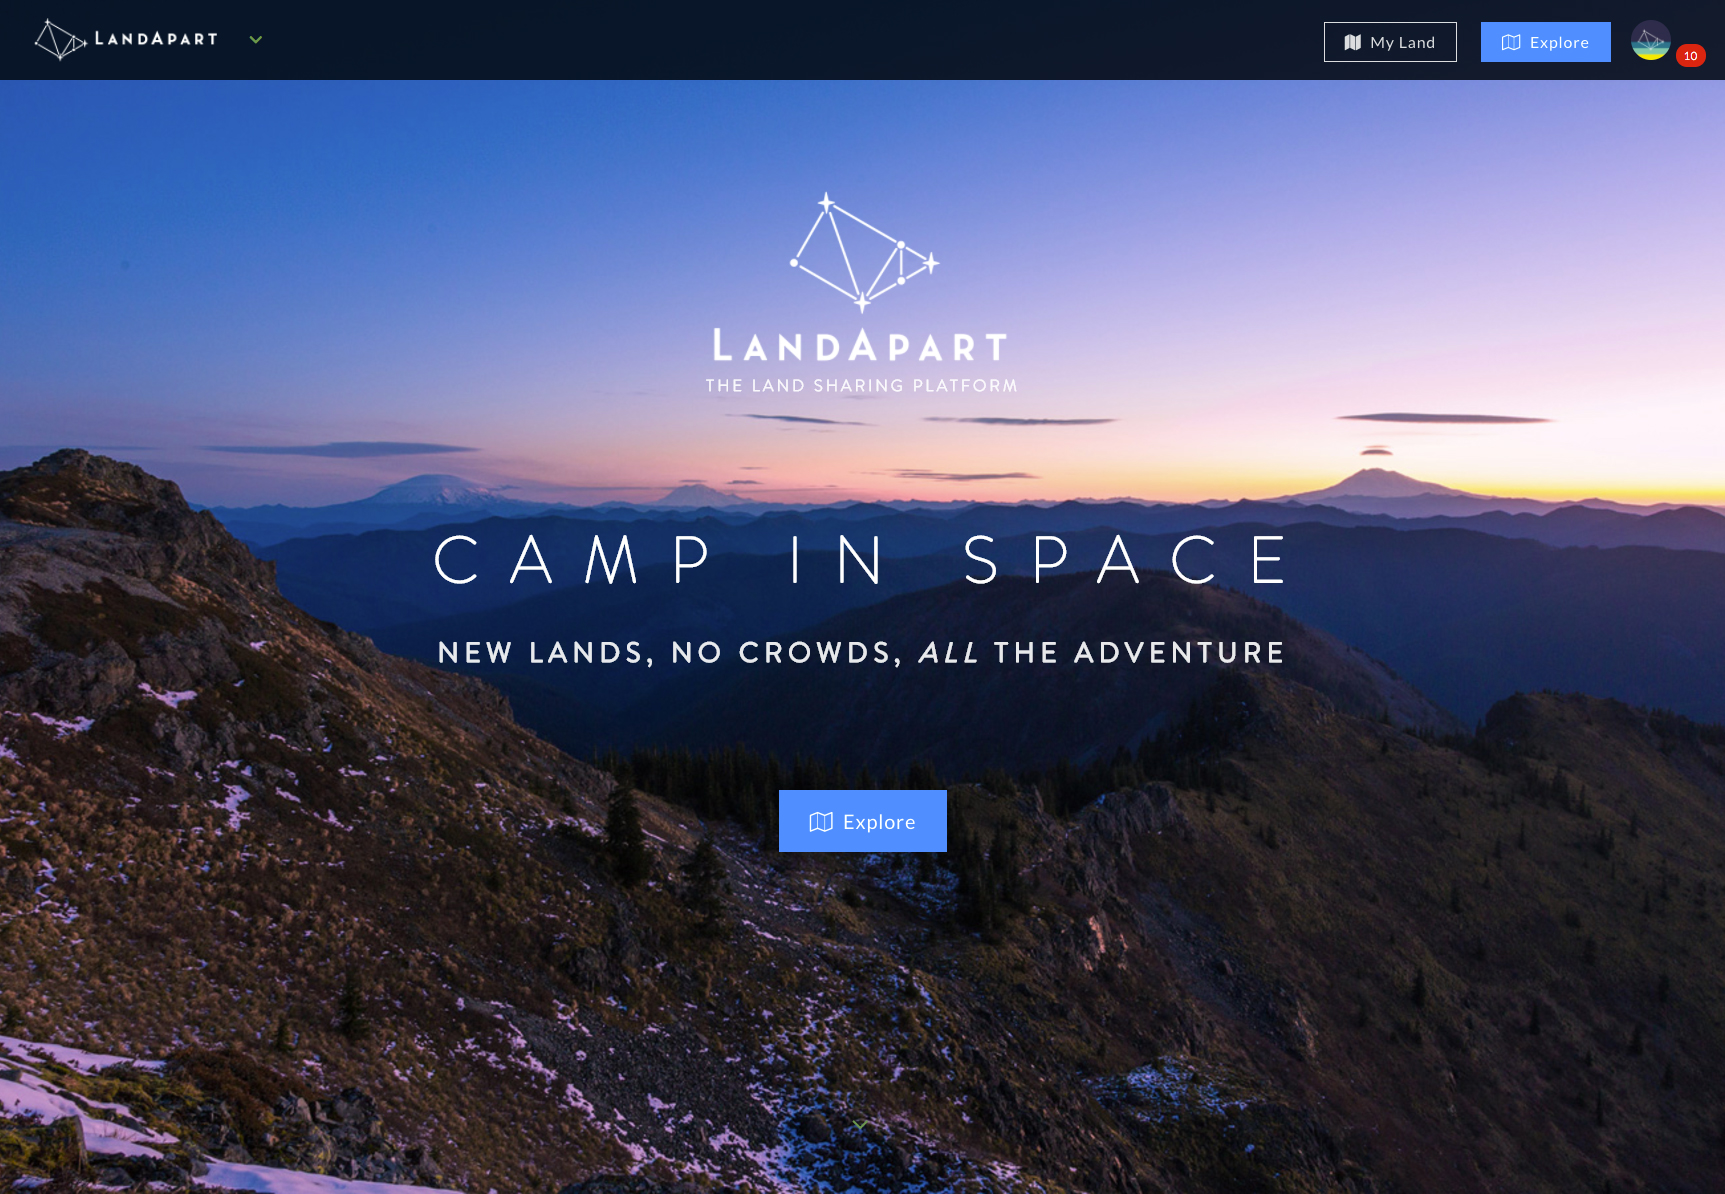 LANDAPART
My Land
Explore
10
LANDAPART
THE LAND SHARING PLATFORM
CAMP IN SPACE
NEW LANDS, NO CROWDS, ALL THE ADVENTURE
Explore